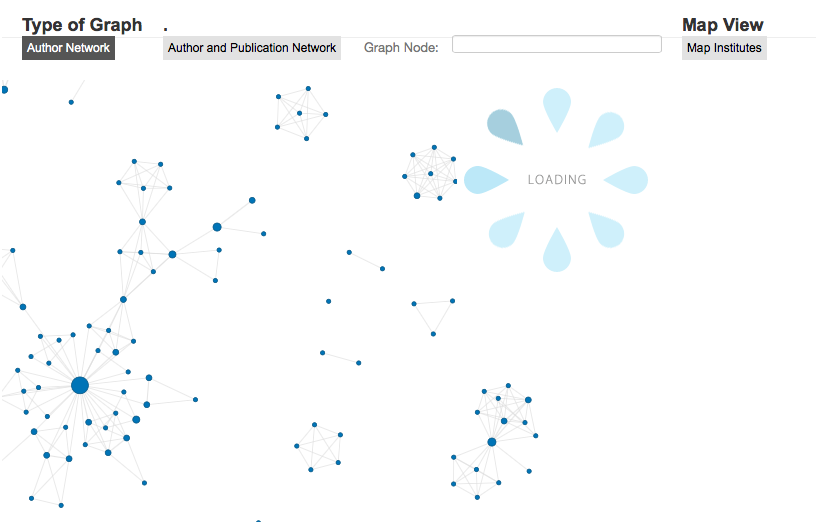 Type of Graph . Map View
Author Network Author and Publication Network Graph Node: Map Institutes
LOADING